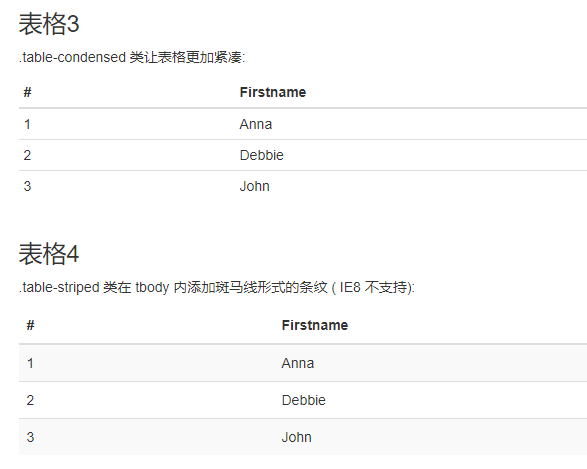 表格3
.table-condensed 类让表格更加紧凑:
# Firstname
1 Anna
2 Debbie
3 John
表格4
.table-striped 类在 tbody 内添加斑马线形式的条纹 ( IE8 不支持):
# Firstname
1 Anna
2 Debbie
3 John